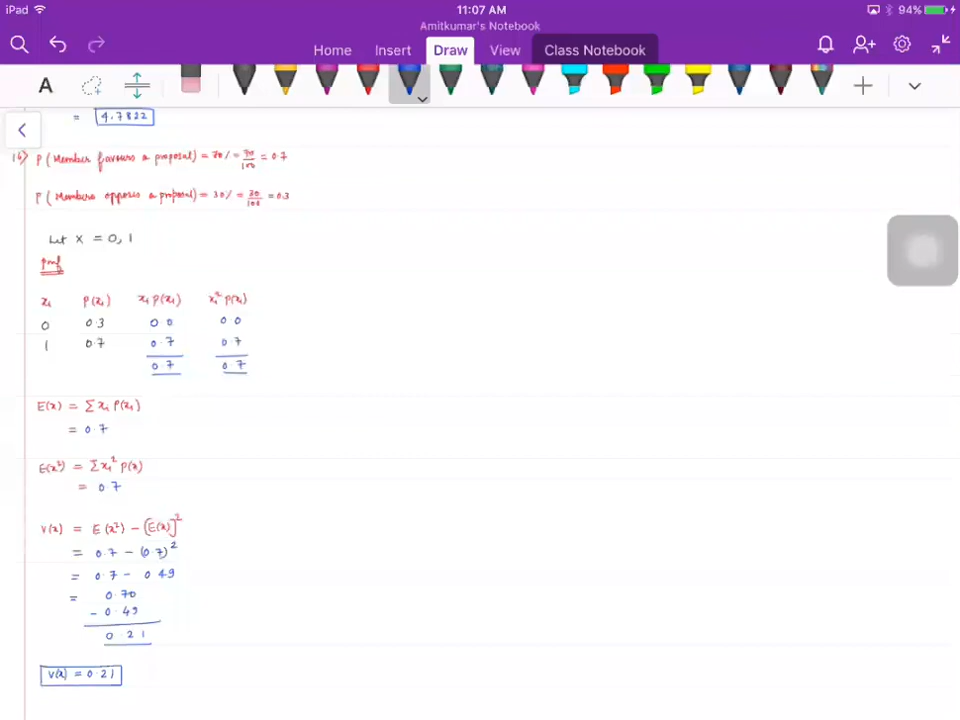 iPad 11:07 AM 94%
Amitkumar's Notebook
Home Insert Draw View Class Notebook
A
= 4.7822
16) P (Member favours a proposal) = 70% = 70/100 = 0.7
P (Members opposes a proposal) = 30% = 30/100 = 0.3
Let X = 0, 1
pmf
xi P(xi) xi P(xi) xi² P(xi)
0 0.3 0.0 0.0
1 0.7 0.7 0.7
0.7 0.7
E(x) = Σ xi P(xi)
= 0.7
E(x²) = Σ xi² P(x)
= 0.7
V(x) = E(x²) – [E(x)]²
= 0.7 – (0.7)²
= 0.7 – 0.49
= 0.70
– 0.49
0.21
V(x) = 0.21